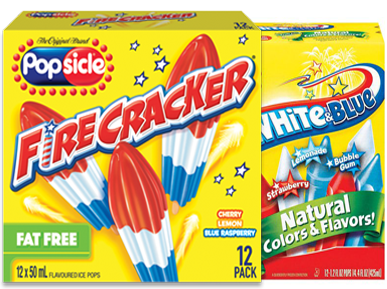 The Original Brand
Popsicle
FIRECRACKER
FAT FREE
12 x 50 mL FLAVOURED ICE POPS
CHERRY
LEMON
BLUE RASPBERRY
12
PACK
White & Blue
Lemonade
Bubble
Gum
Strawberry
Natural
Colors & Flavors!